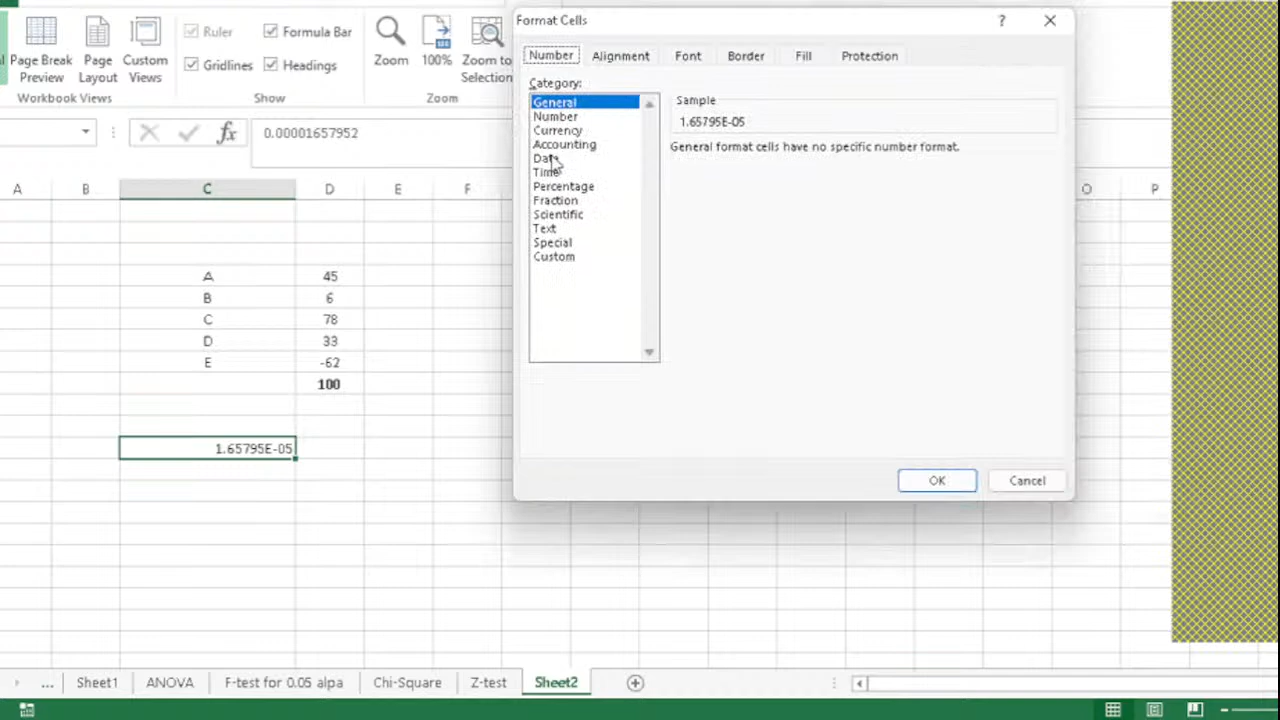 Page Break Preview
Page Layout
Custom Views
Workbook Views
Ruler
Formula Bar
Gridlines
Headings
Show
Zoom
100%
Zoom to Selection
Zoom
fx
0.00001657952
A B C D E F O P
A 45
B 6
C 78
D 33
E -62
100
1.65795E-05
Format Cells
?
Number Alignment Font Border Fill Protection
Category:
General
Number
Currency
Accounting
Date
Time
Percentage
Fraction
Scientific
Text
Special
Custom
Sample
1.65795E-05
General format cells have no specific number format.
OK Cancel
... Sheet1 ANOVA F-test for 0.05 alpa Chi-Square Z-test Sheet2